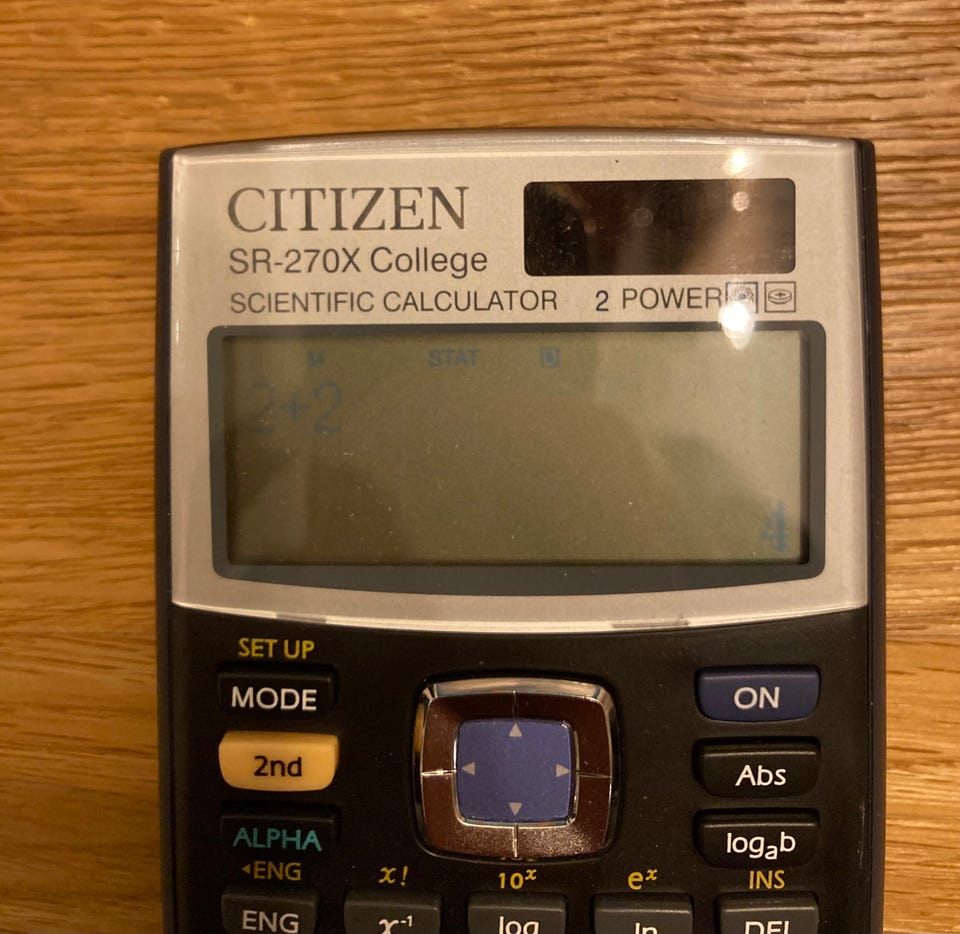 CITIZEN
SR-270X College
SCIENTIFIC CALCULATOR 2 POWER
M STAT D
2+2
4
SET UP
MODE ON
2nd Abs
ALPHA logab
◂ENG x! 10ˣ eˣ INS
ENG x⁻¹ log ln DEL